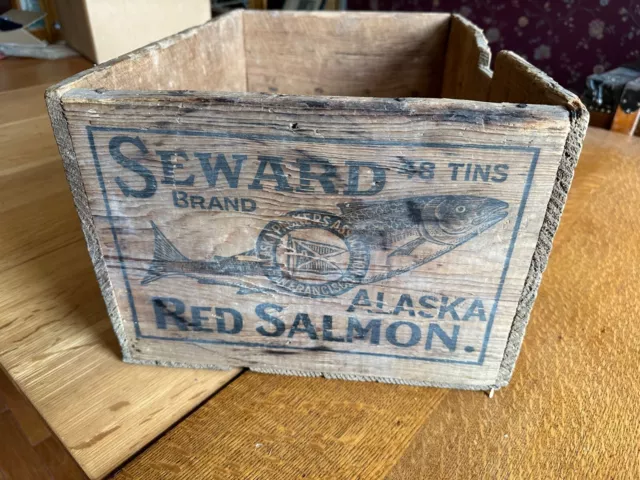 SEWARD
48 TINS
BRAND
ALASKA
RED SALMON.